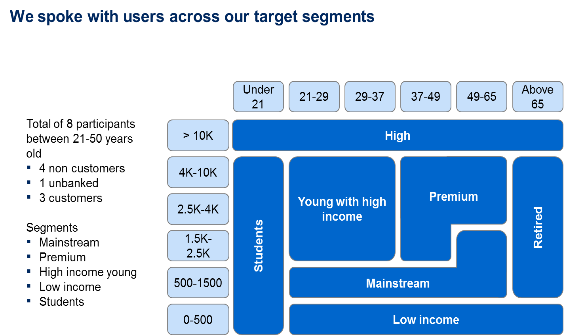 We spoke with users across our target segments
Under
21
21-29
29-37
37-49
49-65
Above
65
Total of 8 participants
between 21-50 years
old
▪ 4 non customers
▪ 1 unbanked
▪ 3 customers
Segments
▪ Mainstream
▪ Premium
▪ High income young
▪ Low income
▪ Students
> 10K
4K-10K
2.5K-4K
1.5K-
2.5K
500-1500
0-500
High
Students
Young with high
income
Premium
Retired
Mainstream
Low income